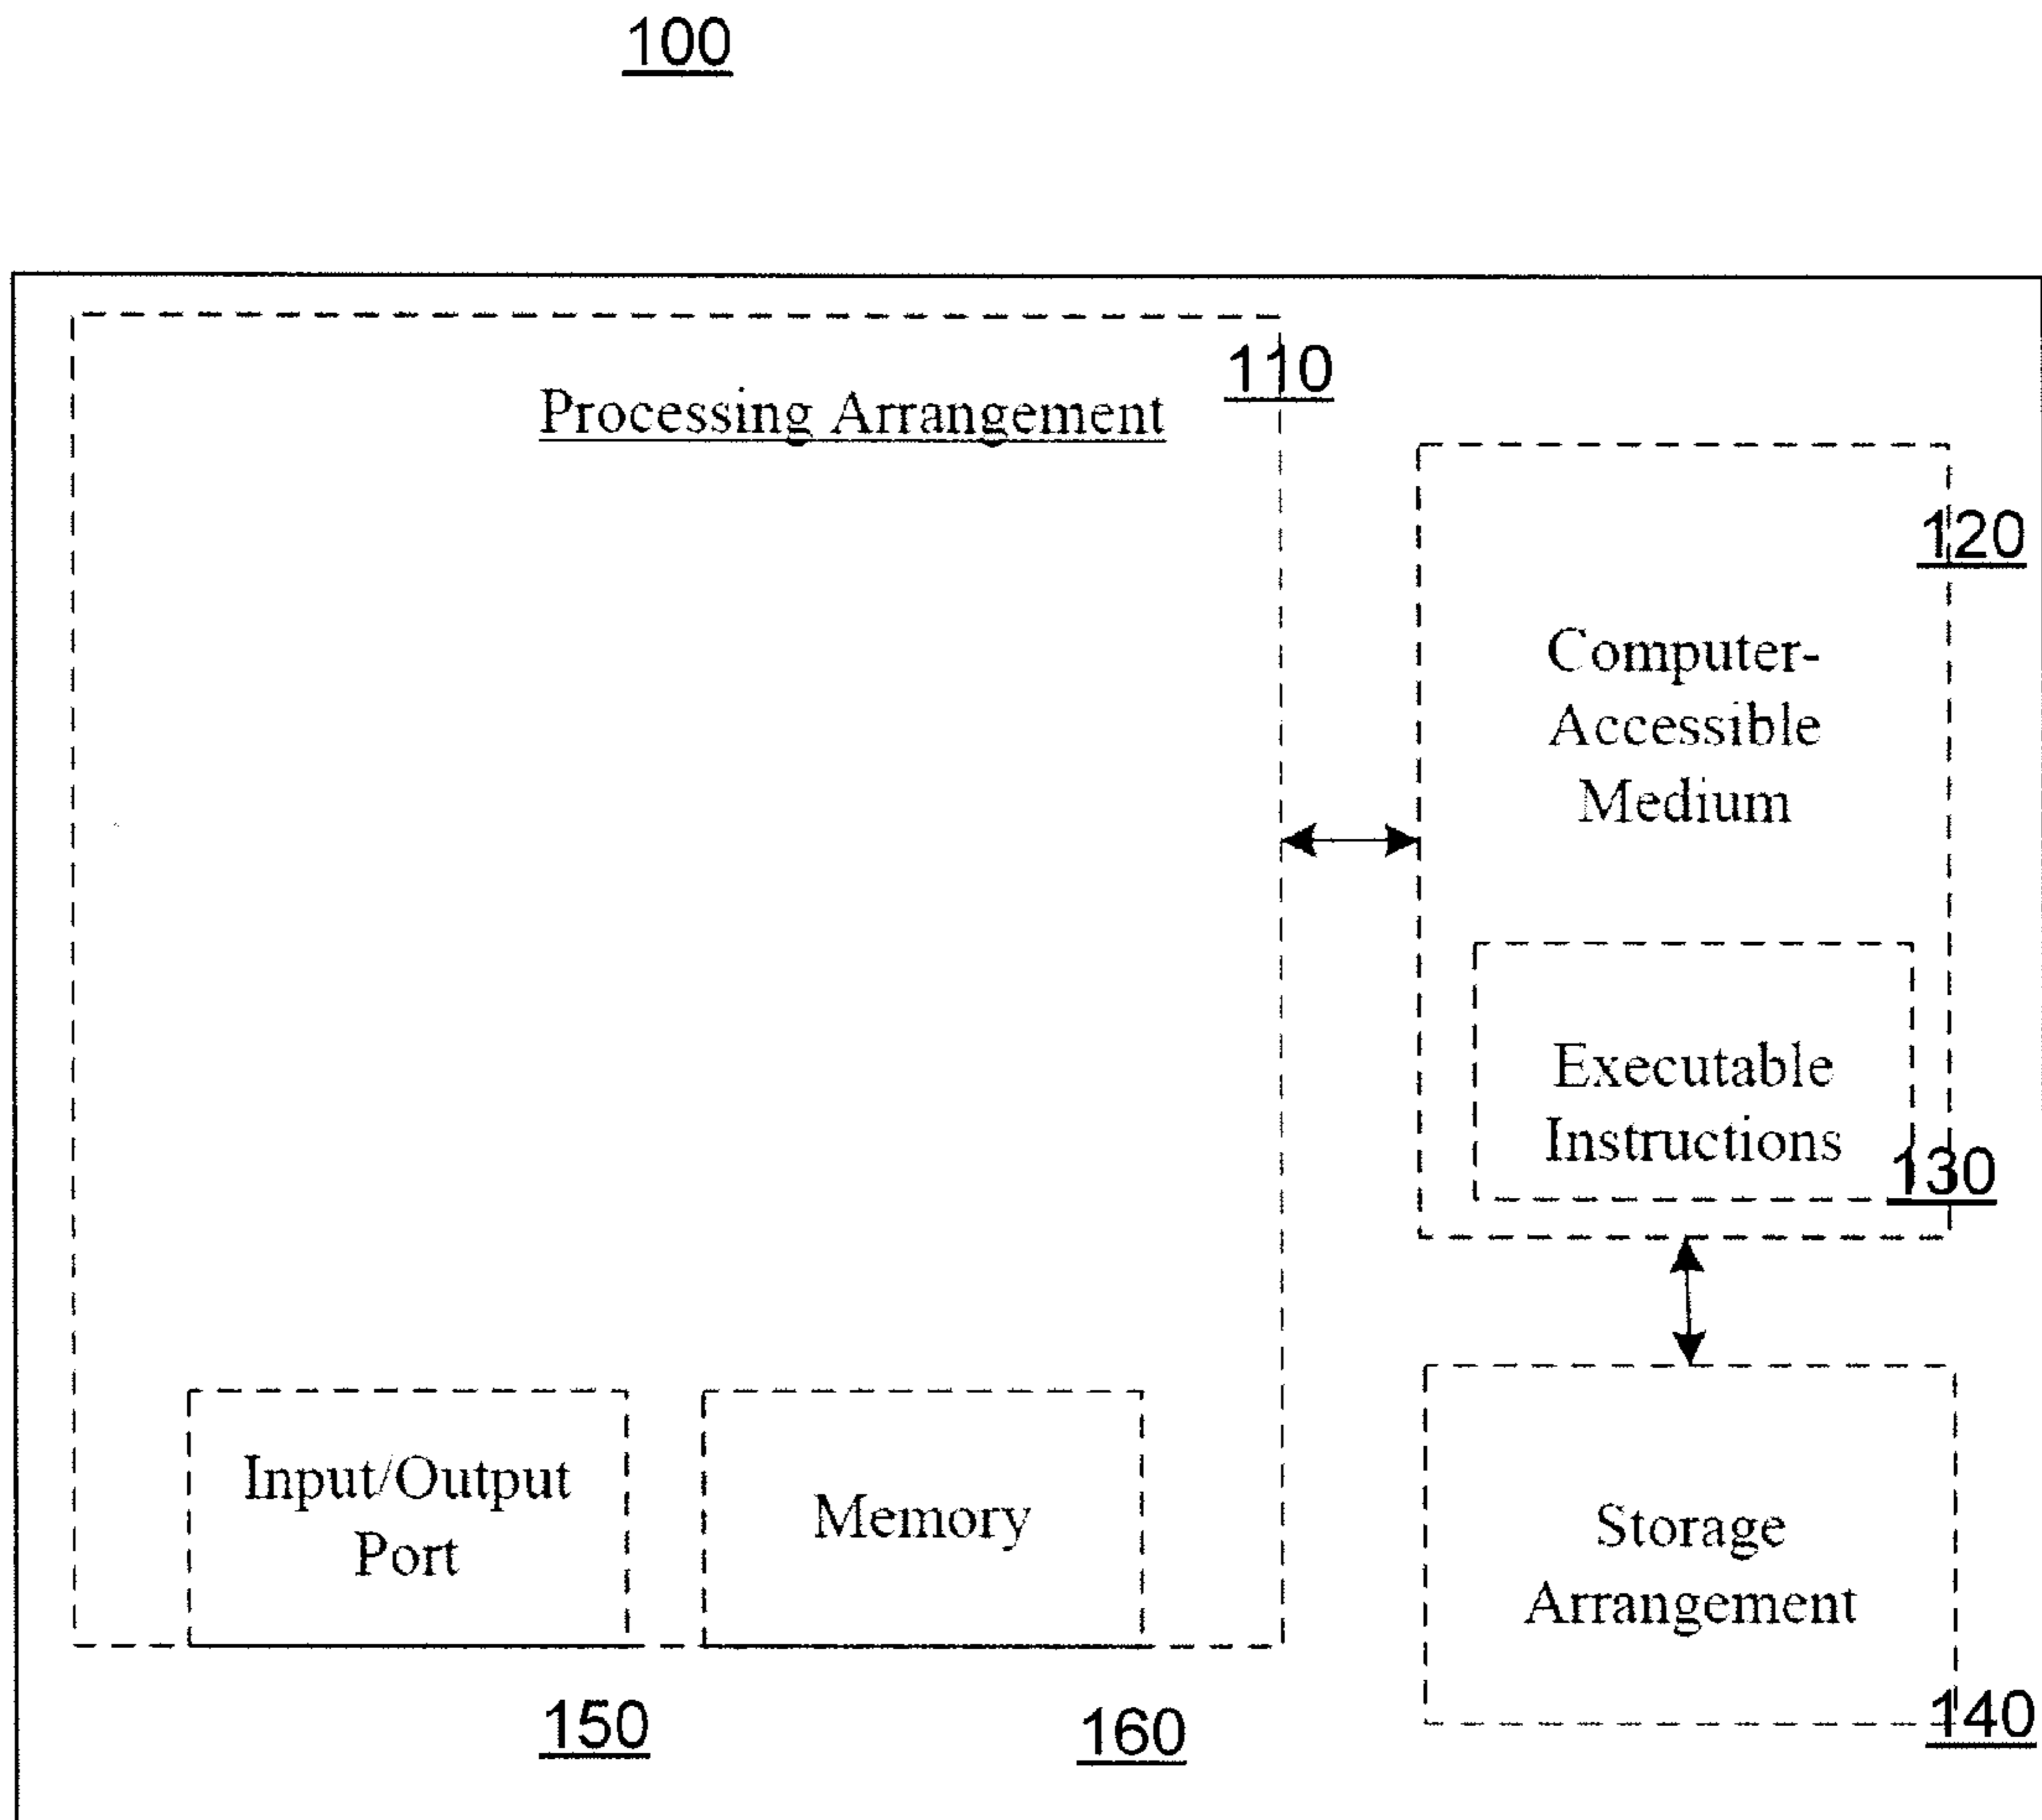 100
110
Processing Arrangement
120
Computer-
Accessible
Medium
Executable
Instructions
130
Input/Output
Port
Memory
Storage
Arrangement
150
160
140